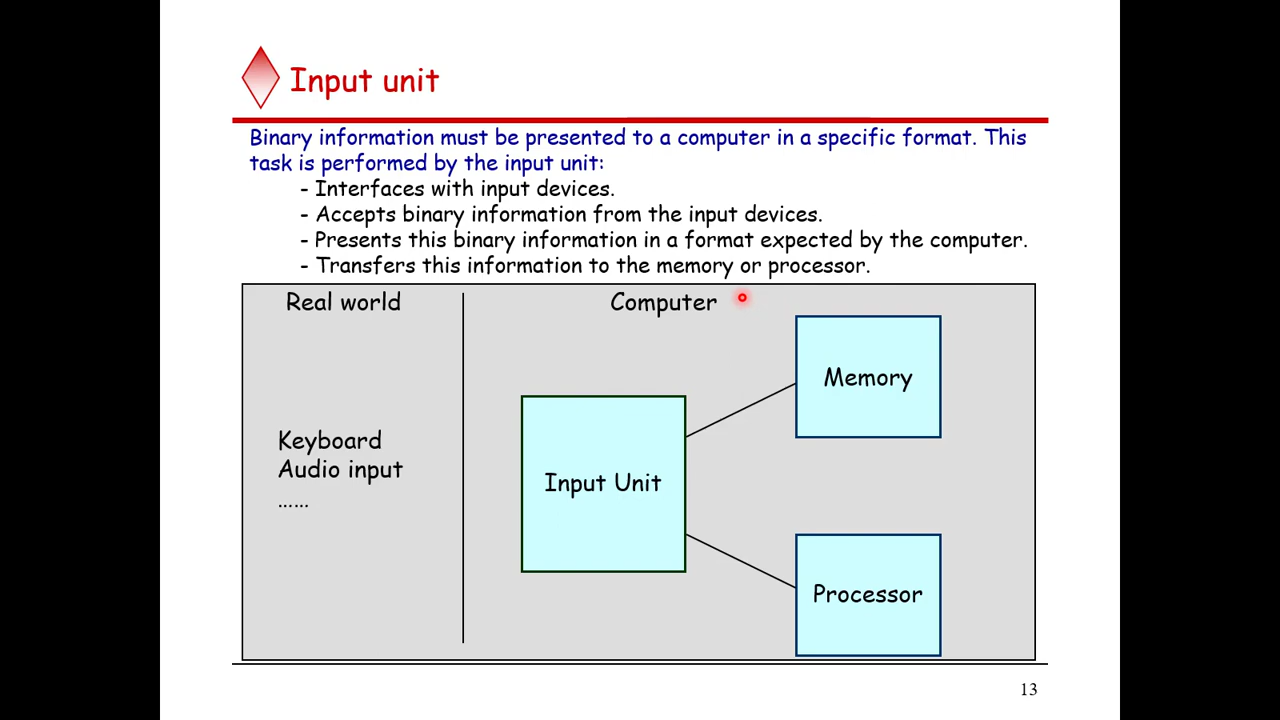 Input unit
Binary information must be presented to a computer in a specific format. This
task is performed by the input unit:
- Interfaces with input devices.
- Accepts binary information from the input devices.
- Presents this binary information in a format expected by the computer.
- Transfers this information to the memory or processor.
Real world
Computer
Memory
Keyboard
Audio input
......
Input Unit
Processor
13